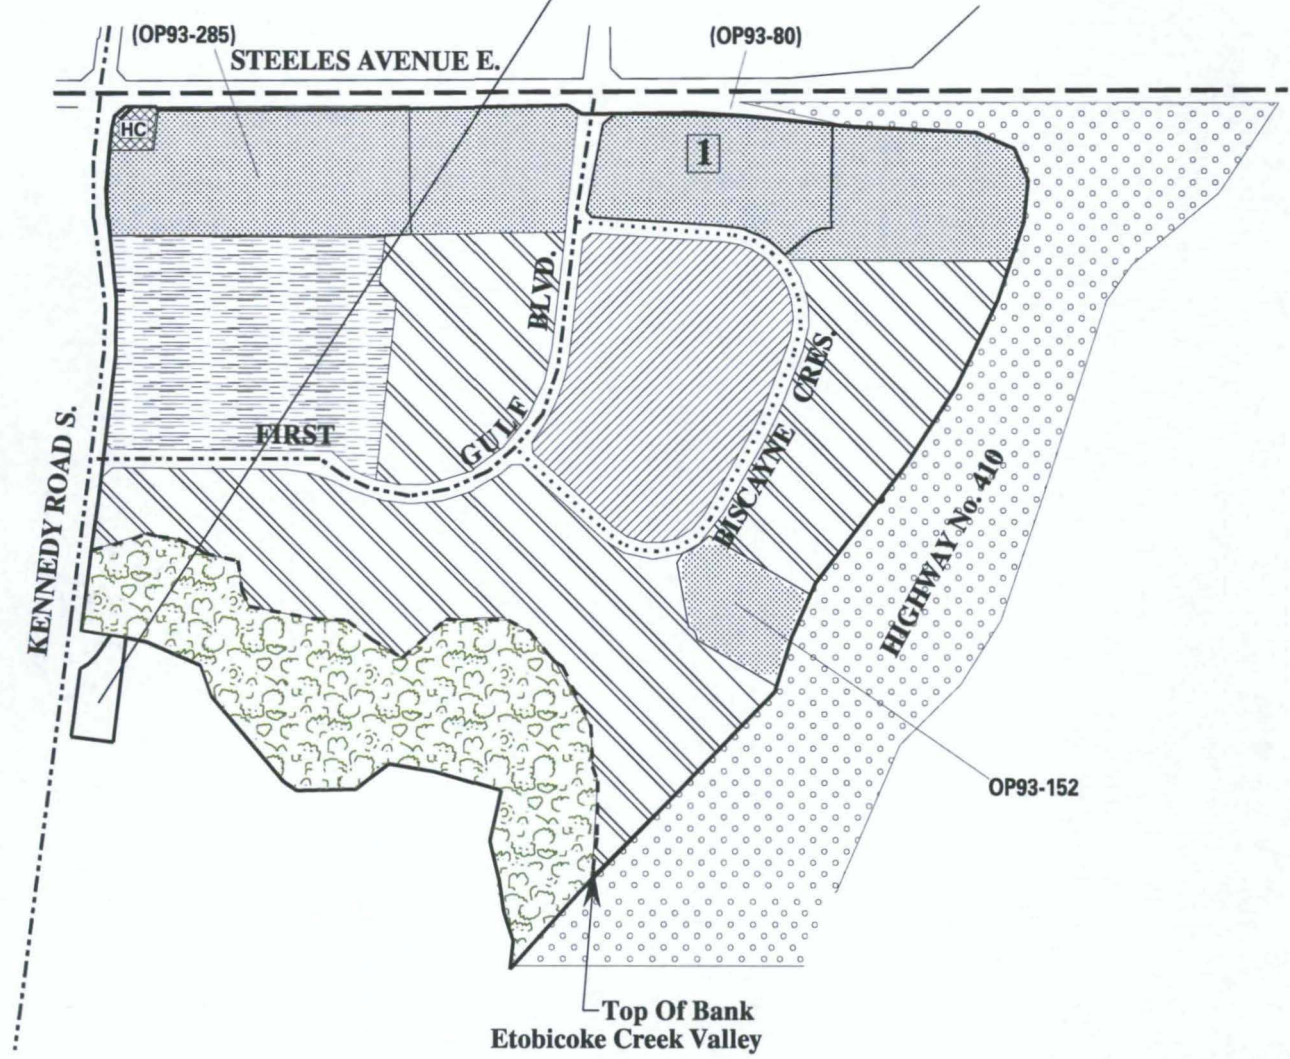 (OP93-285)
(OP93-80)
STEELES AVENUE E.
HC
1
BLVD.
GULF
FIRST
BISCAYNE CRES.
KENNEDY ROAD S.
HIGHWAY No. 410
OP93-152
Top Of Bank
Etobicoke Creek Valley